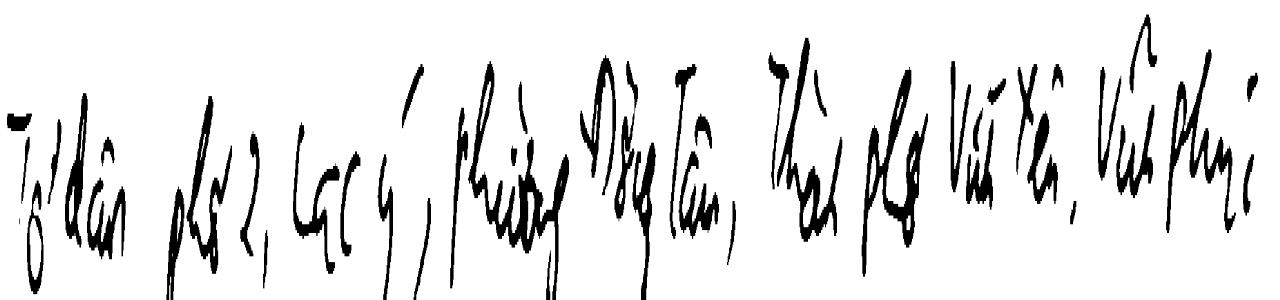 Tổ dân phố 2, Lạc Ý, Phường Đồng Tâm, Thành phố Vĩnh Yên, Vĩnh Phúc